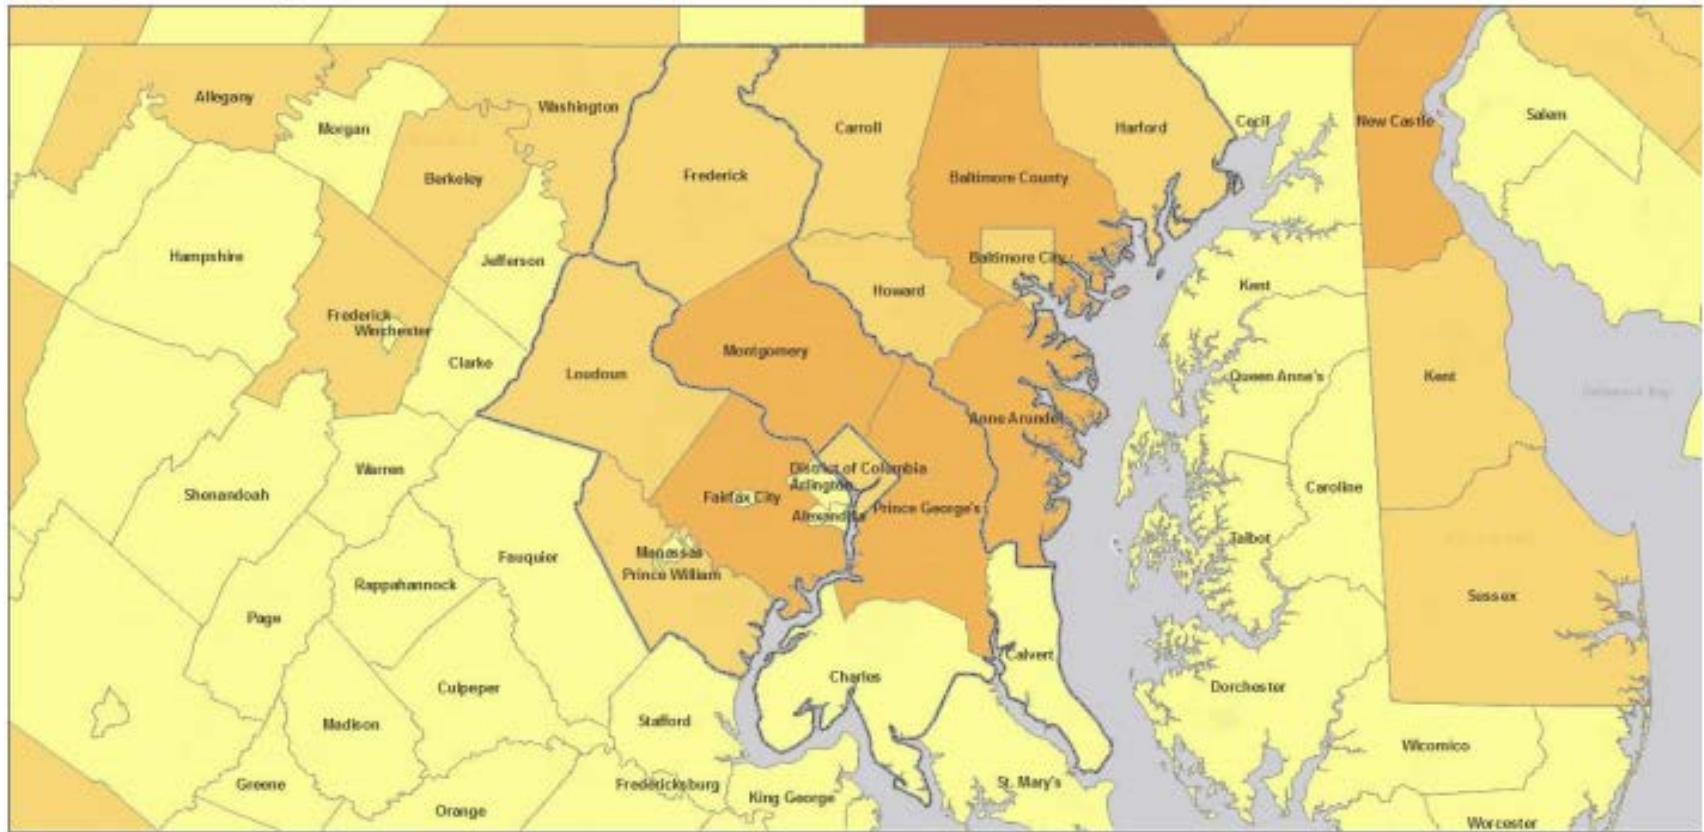 Allegany
Morgan
Washington
Carroll
Harford
Cecil
New Castle
Salem
Berkeley
Frederick
Baltimore County
Hampshire
Jefferson
Baltimore City
Howard
Kent
Frederick
Winchester
Clarke
Loudoun
Montgomery
Queen Anne's
Kent
Anne Arundel
Warren
District of Columbia
Arlington
Shenandoah
Fairfax City
Prince George's
Caroline
Alexandria
Talbot
Fauquier
Manassas
Prince William
Rappahannock
Page
Sussex
Calvert
Charles
Culpeper
Dorchester
Madison
Stafford
Wicomico
Greene
Fredericksburg
King George
St. Mary's
Orange
Worcester